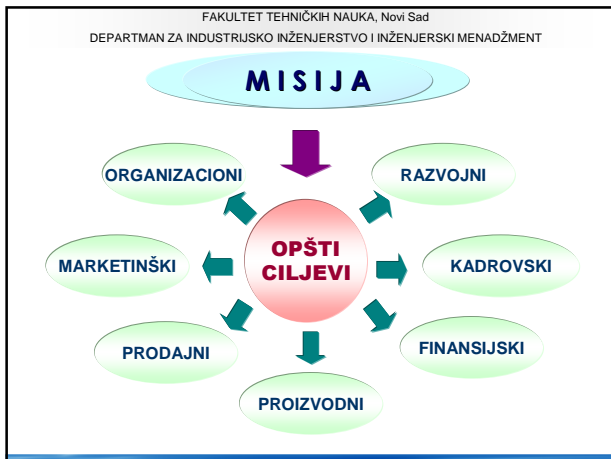 FAKULTET TEHNIČKIH NAUKA, Novi Sad
DEPARTMAN ZA INDUSTRIJSKO INŽENJERSTVO I INŽENJERSKI MENADŽMENT
M I S I J A
ORGANIZACIONI
RAZVOJNI
OPŠTI
CILJEVI
MARKETINŠKI
KADROVSKI
PRODAJNI
FINANSIJSKI
PROIZVODNI